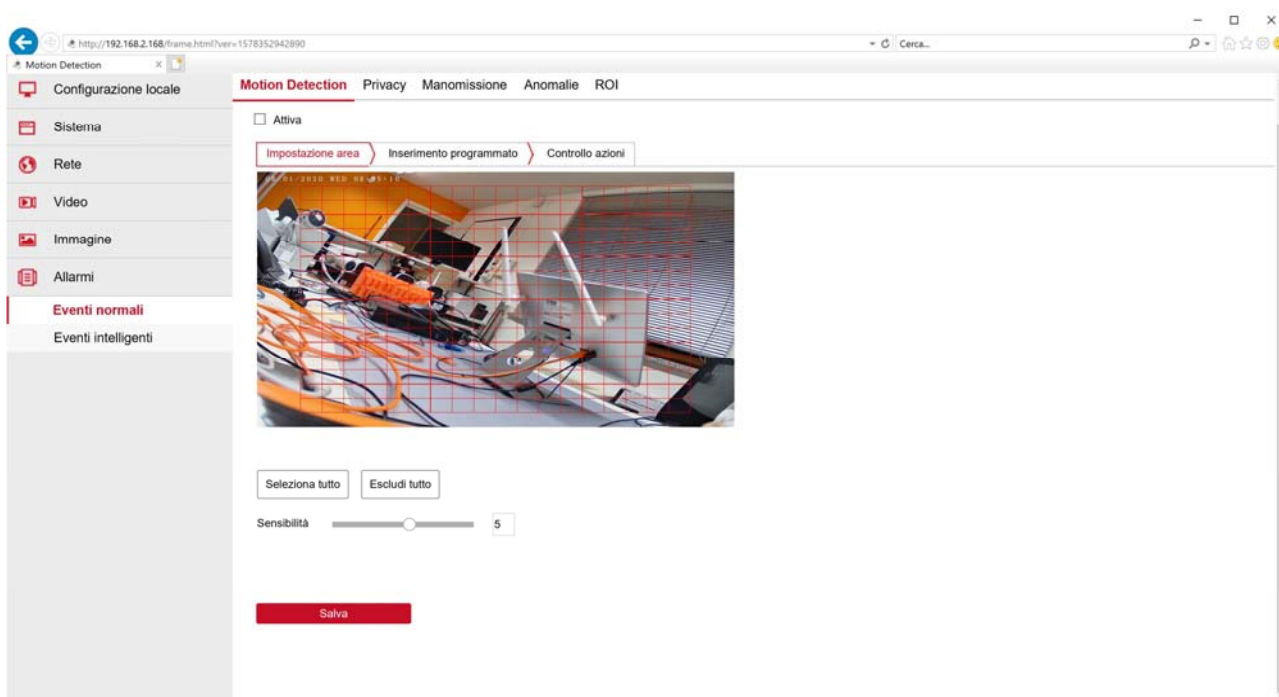 http://192.168.2.168/frame.html?ver=1578352942890
Cerca...
Motion Detection
Configurazione locale
Sistema
Rete
Video
Immagine
Allarmi
Eventi normali
Eventi intelligenti
Motion Detection Privacy Manomissione Anomalie ROI
Attiva
Impostazione area Inserimento programmato Controllo azioni
Seleziona tutto Escludi tutto
Sensibilità 5
Salva